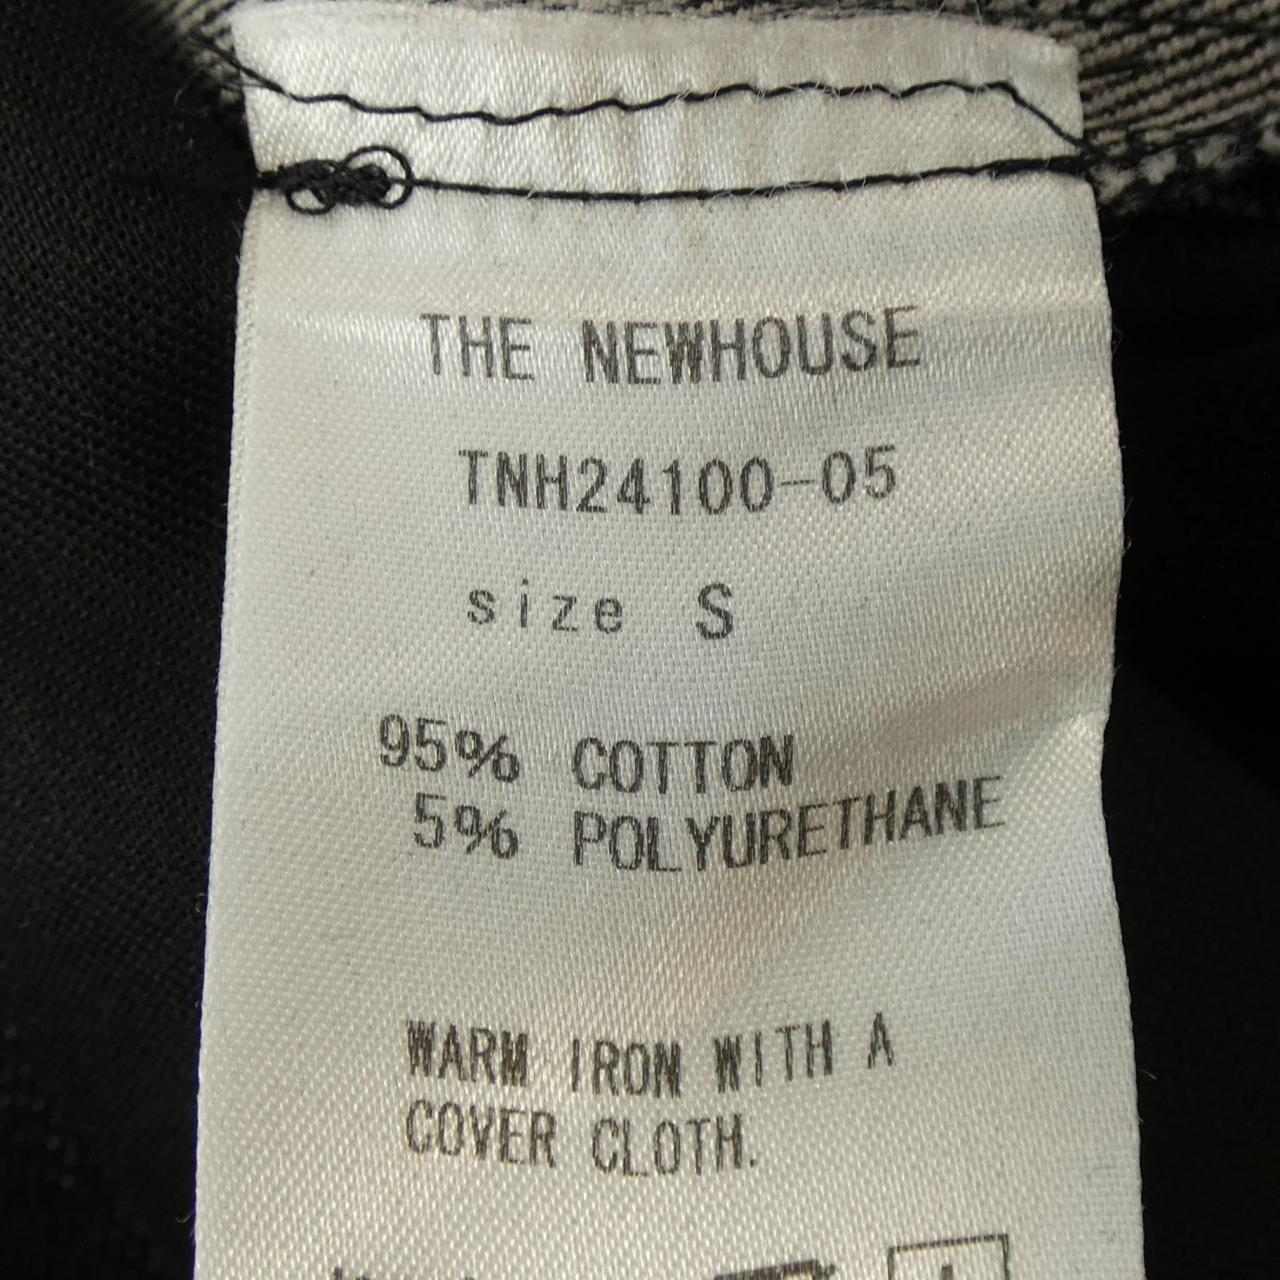 THE NEWHOUSE
TNH24100-05
size S
95% COTTON
5% POLYURETHANE
WARM IRON WITH A
COVER CLOTH.